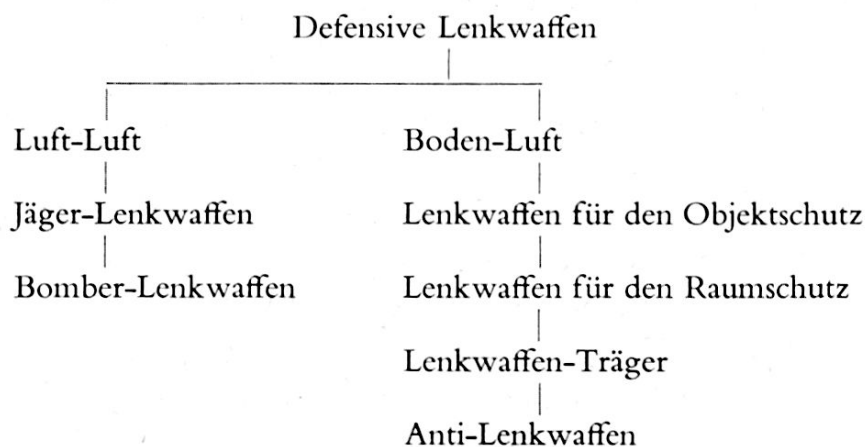 Defensive Lenkwaffen
Luft-Luft
Boden-Luft
Jäger-Lenkwaffen
Lenkwaffen für den Objektschutz
Bomber-Lenkwaffen
Lenkwaffen für den Raumschutz
Lenkwaffen-Träger
Anti-Lenkwaffen